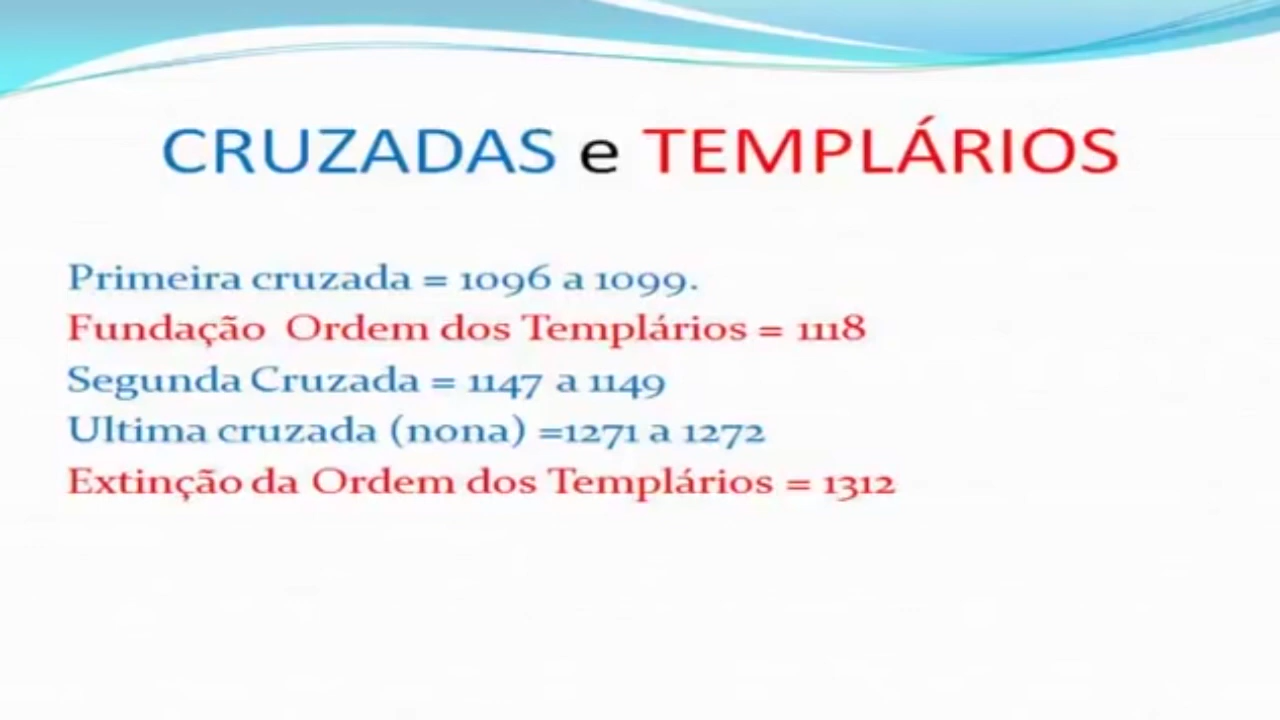 CRUZADAS e TEMPLÁRIOS
Primeira cruzada = 1096 a 1099.
Fundação Ordem dos Templários = 1118
Segunda Cruzada = 1147 a 1149
Ultima cruzada (nona) =1271 a 1272
Extinção da Ordem dos Templários = 1312